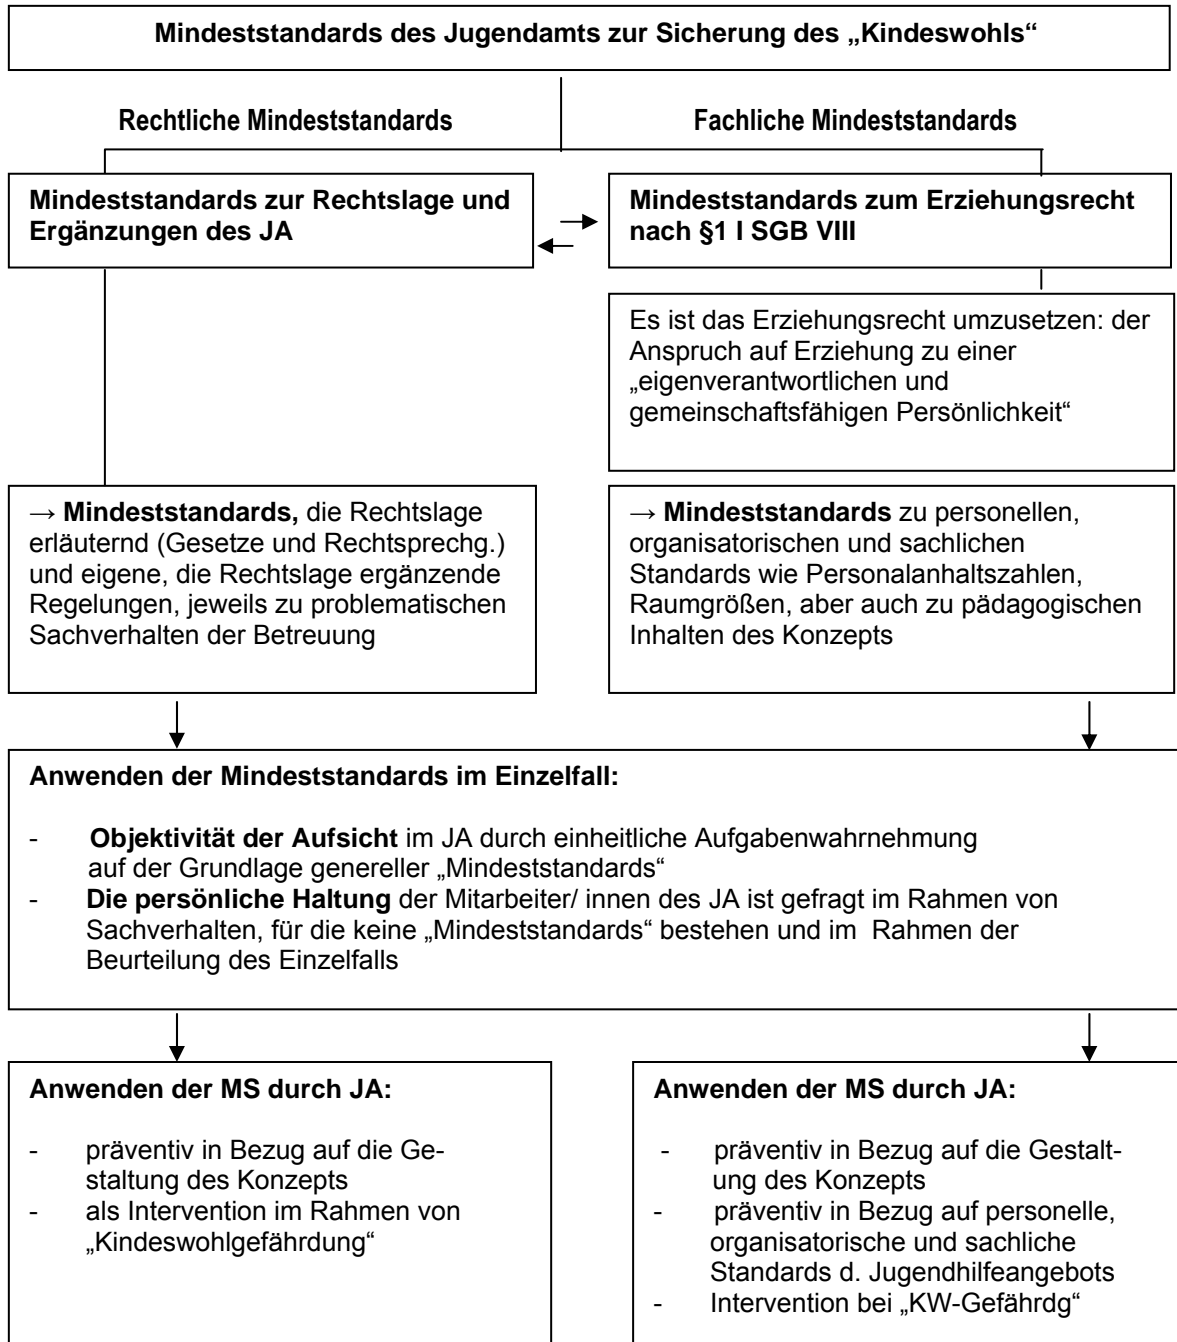 Mindeststandards des Jugendamts zur Sicherung des „Kindeswohls“
Rechtliche Mindeststandards
Fachliche Mindeststandards
Mindeststandards zur Rechtslage und
Ergänzungen des JA
Mindeststandards zum Erziehungsrecht
nach §1 I SGB VIII
Es ist das Erziehungsrecht umzusetzen: der
Anspruch auf Erziehung zu einer
„eigenverantwortlichen und
gemeinschaftsfähigen Persönlichkeit“
→ Mindeststandards, die Rechtslage
erläuternd (Gesetze und Rechtsprechg.)
und eigene, die Rechtslage ergänzende
Regelungen, jeweils zu problematischen
Sachverhalten der Betreuung
→ Mindeststandards zu personellen,
organisatorischen und sachlichen
Standards wie Personalanhaltszahlen,
Raumgrößen, aber auch zu pädagogischen
Inhalten des Konzepts
Anwenden der Mindeststandards im Einzelfall:
- Objektivität der Aufsicht im JA durch einheitliche Aufgabenwahrnehmung
auf der Grundlage genereller „Mindeststandards“
- Die persönliche Haltung der Mitarbeiter/ innen des JA ist gefragt im Rahmen von
Sachverhalten, für die keine „Mindeststandards“ bestehen und im Rahmen der
Beurteilung des Einzelfalls
Anwenden der MS durch JA:
- präventiv in Bezug auf die Ge-
staltung des Konzepts
- als Intervention im Rahmen von
„Kindeswohlgefährdung“
Anwenden der MS durch JA:
- präventiv in Bezug auf die Gestalt-
ung des Konzepts
- präventiv in Bezug auf personelle,
organisatorische und sachliche
Standards d. Jugendhilfeangebots
- Intervention bei „KW-Gefährdg“